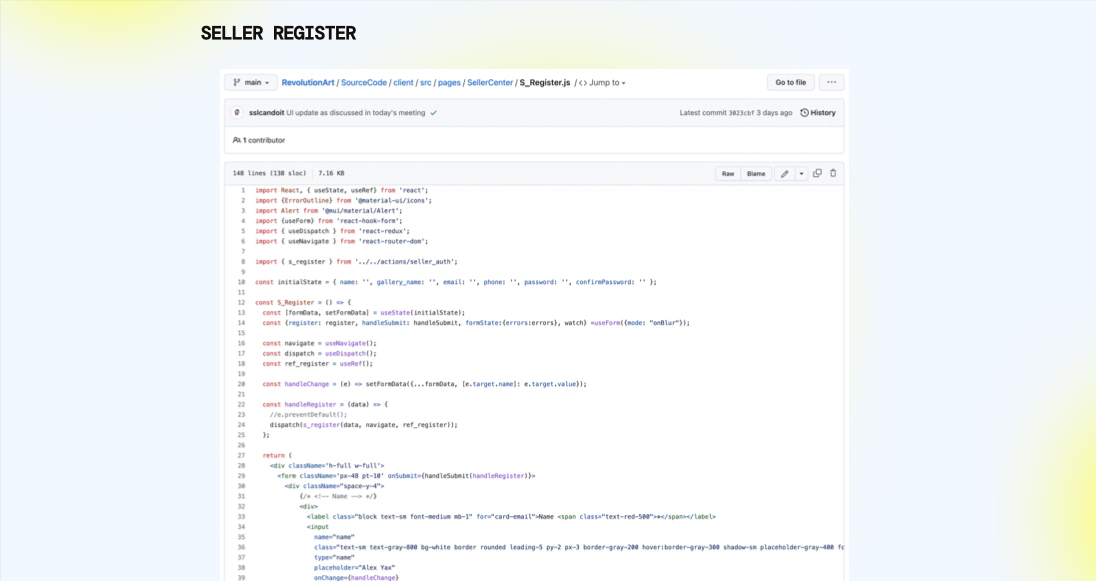 SELLER REGISTER
main RevolutionArt / SourceCode / client / src / pages / SellerCenter / S_Register.js / <> Jump to Go to file ...
sslcandoit UI update as discussed in today's meeting ✓ Latest commit 3023cbf 3 days ago History
1 contributor
148 lines (138 sloc) 7.16 KB Raw Blame
1 import React, { useState, useRef} from 'react';
2 import {ErrorOutline} from '@material-ui/icons';
3 import Alert from '@mui/material/Alert';
4 import {useForm} from 'react-hook-form';
5 import { useDispatch } from 'react-redux';
6 import { useNavigate } from 'react-router-dom';
7
8 import { s_register } from '../../actions/seller_auth';
9
10 const initialState = { name: '', gallery_name: '', email: '', phone: '', password: '', confirmPassword: '' };
11
12 const S_Register = () => {
13 const [formData, setFormData] = useState(initialState);
14 const {register: register, handleSubmit: handleSubmit, formState:{errors:errors}, watch} =useForm({mode: "onBlur"});
15
16 const navigate = useNavigate();
17 const dispatch = useDispatch();
18 const ref_register = useRef();
19
20 const handleChange = (e) => setFormData({...formData, [e.target.name]: e.target.value});
21
22 const handleRegister = (data) => {
23 //e.preventDefault();
24 dispatch(s_register(data, navigate, ref_register));
25 };
26
27 return (
28 <div className='h-full w-full'>
29 <form className='px-48 pt-10' onSubmit={handleSubmit(handleRegister)}>
30 <div className="space-y-4">
31 {/* <!-- Name --> */}
32 <div>
33 <label class="block text-sm font-medium mb-1" for="card-email">Name <span class="text-red-500">*</span></label>
34 <input
35 name="name"
36 class="text-sm text-gray-800 bg-white border rounded leading-5 py-2 px-3 border-gray-200 hover:border-gray-300 shadow-sm placeholder-gray-400 fo
37 type="name"
38 placeholder="Alex Yax"
39 onChange={handleChange}